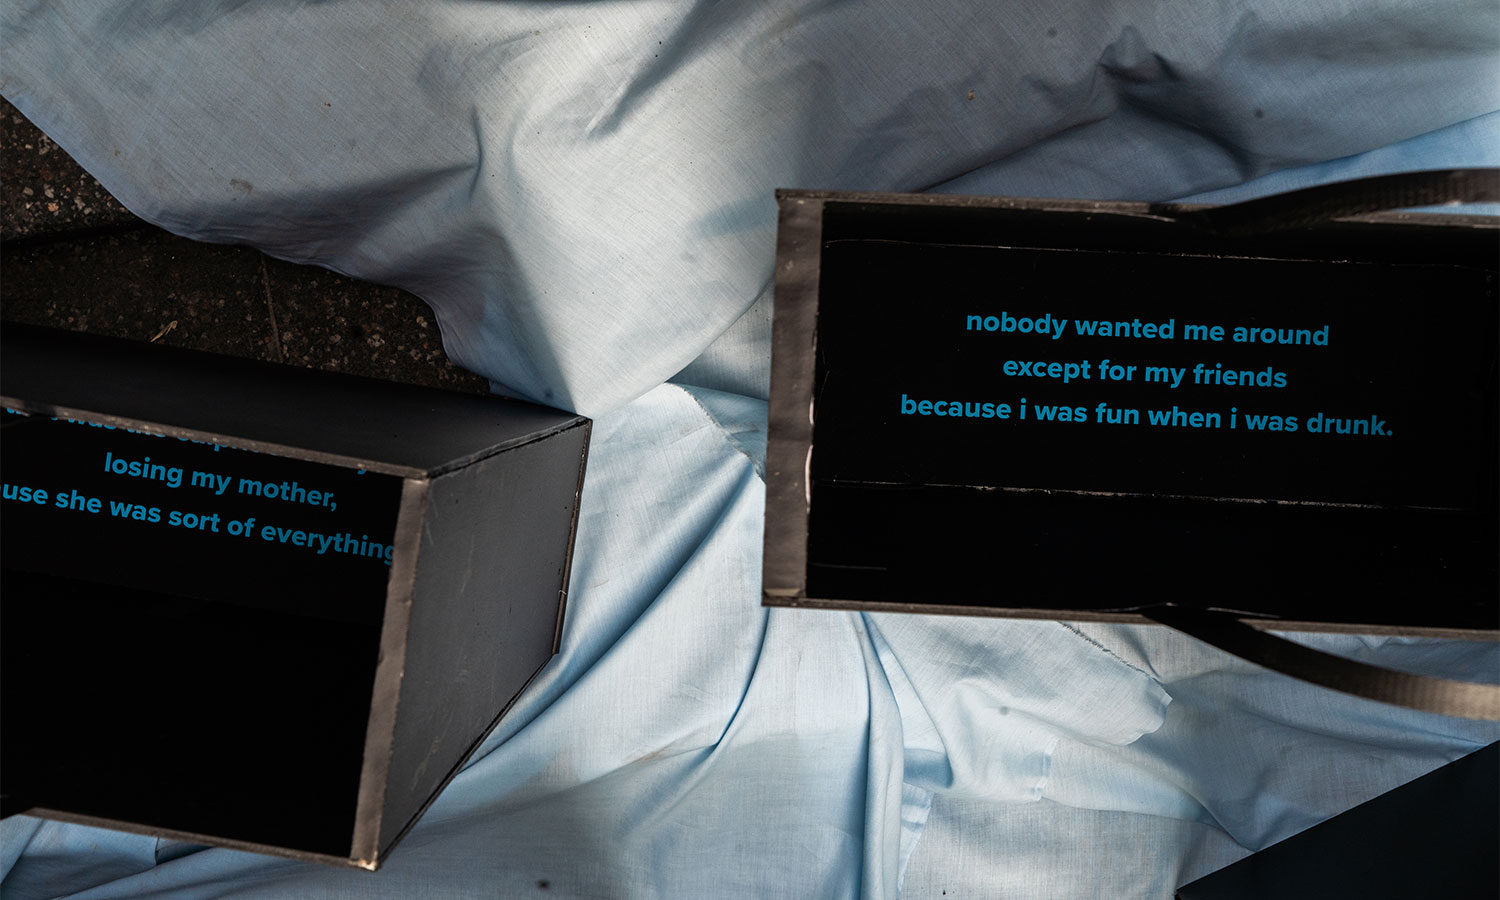 losing my mother,
she was sort of everything
nobody wanted me around
except for my friends
because i was fun when i was drunk.